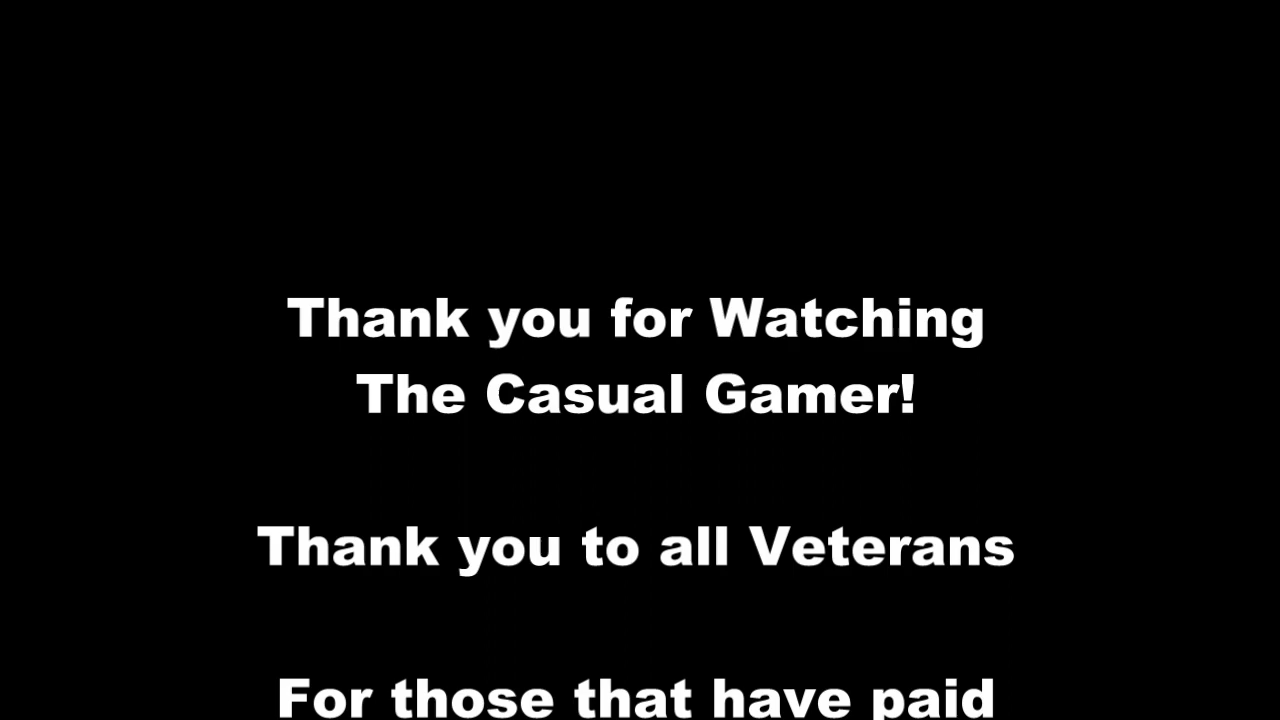 Thank you for Watching
The Casual Gamer!
Thank you to all Veterans
For those that have paid